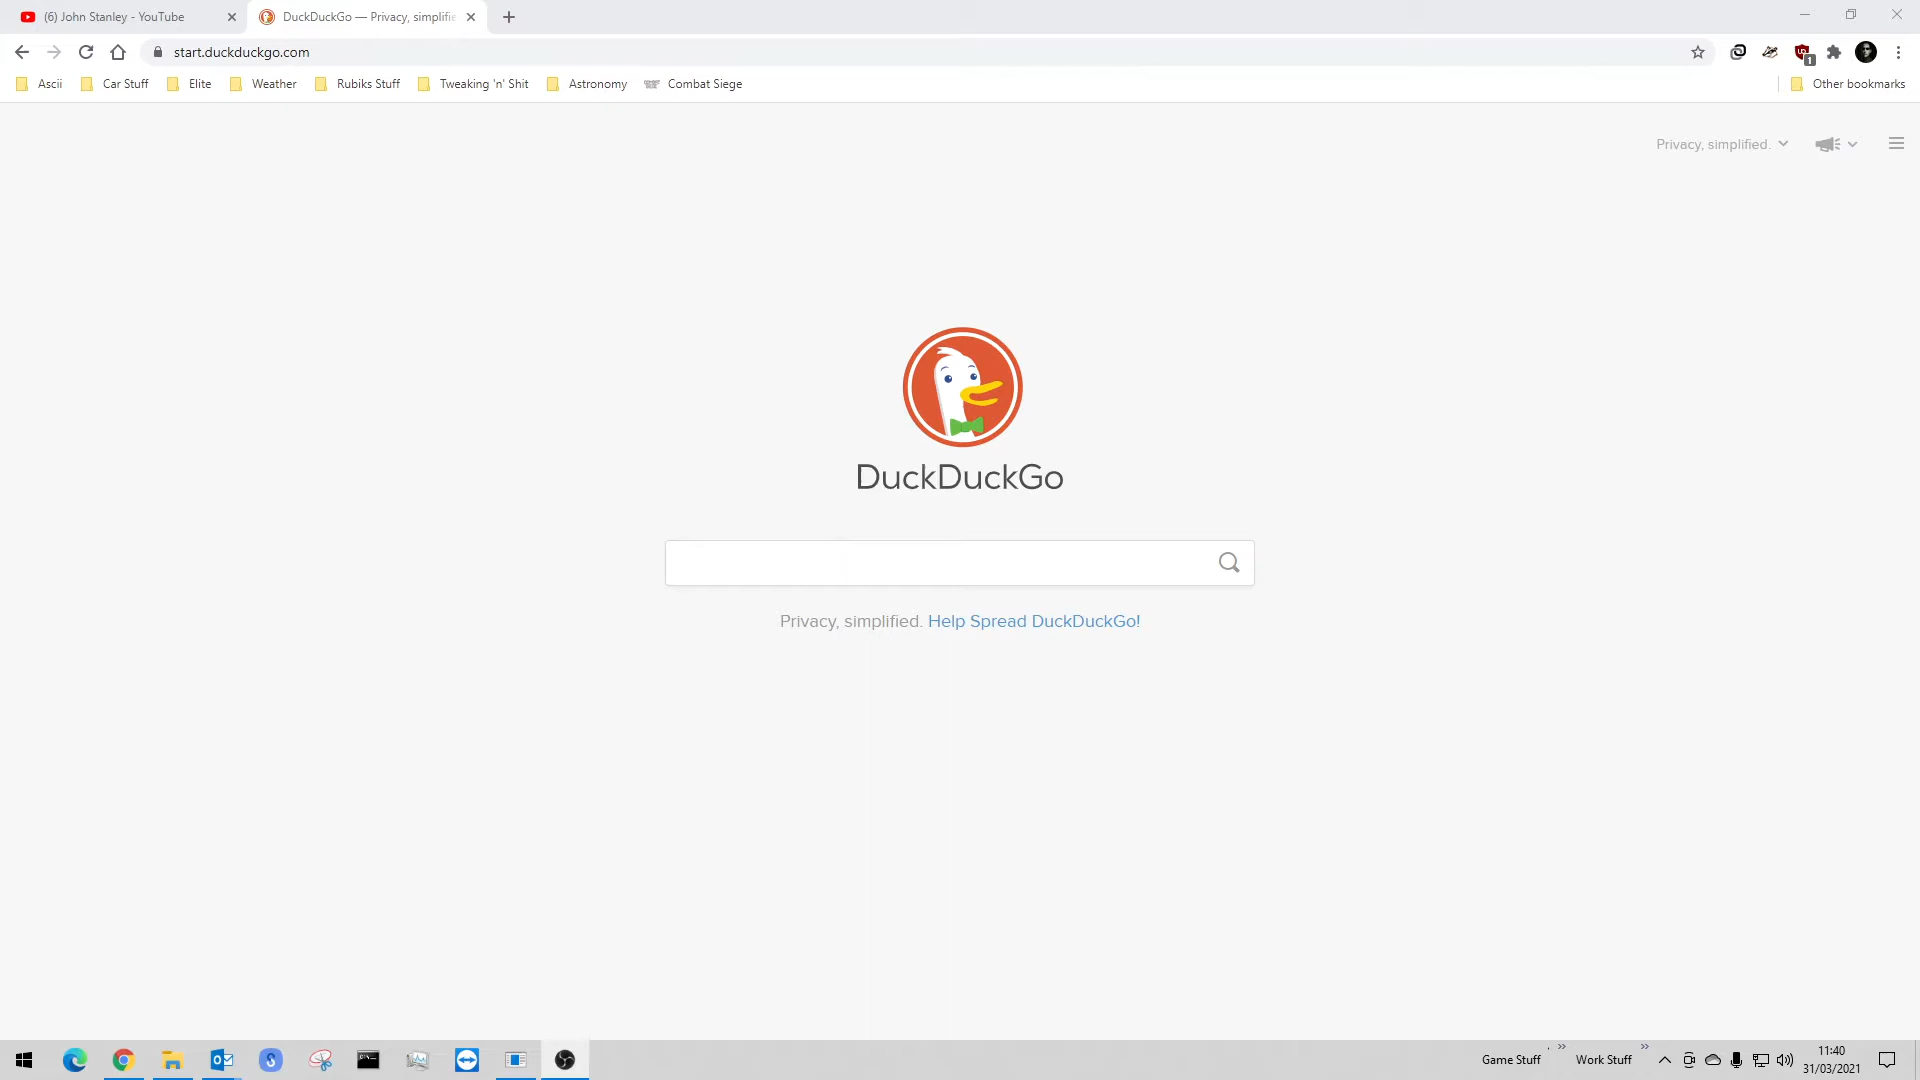 (6) John Stanley - YouTube
DuckDuckGo — Privacy, simplifie
start.duckduckgo.com
1
Ascii
Car Stuff
Elite
Weather
Rubiks Stuff
Tweaking 'n' Shit
Astronomy
Combat Siege
Other bookmarks
Privacy, simplified.
DuckDuckGo
Privacy, simplified. Help Spread DuckDuckGo!
Game Stuff
Work Stuff
11:40
31/03/2021